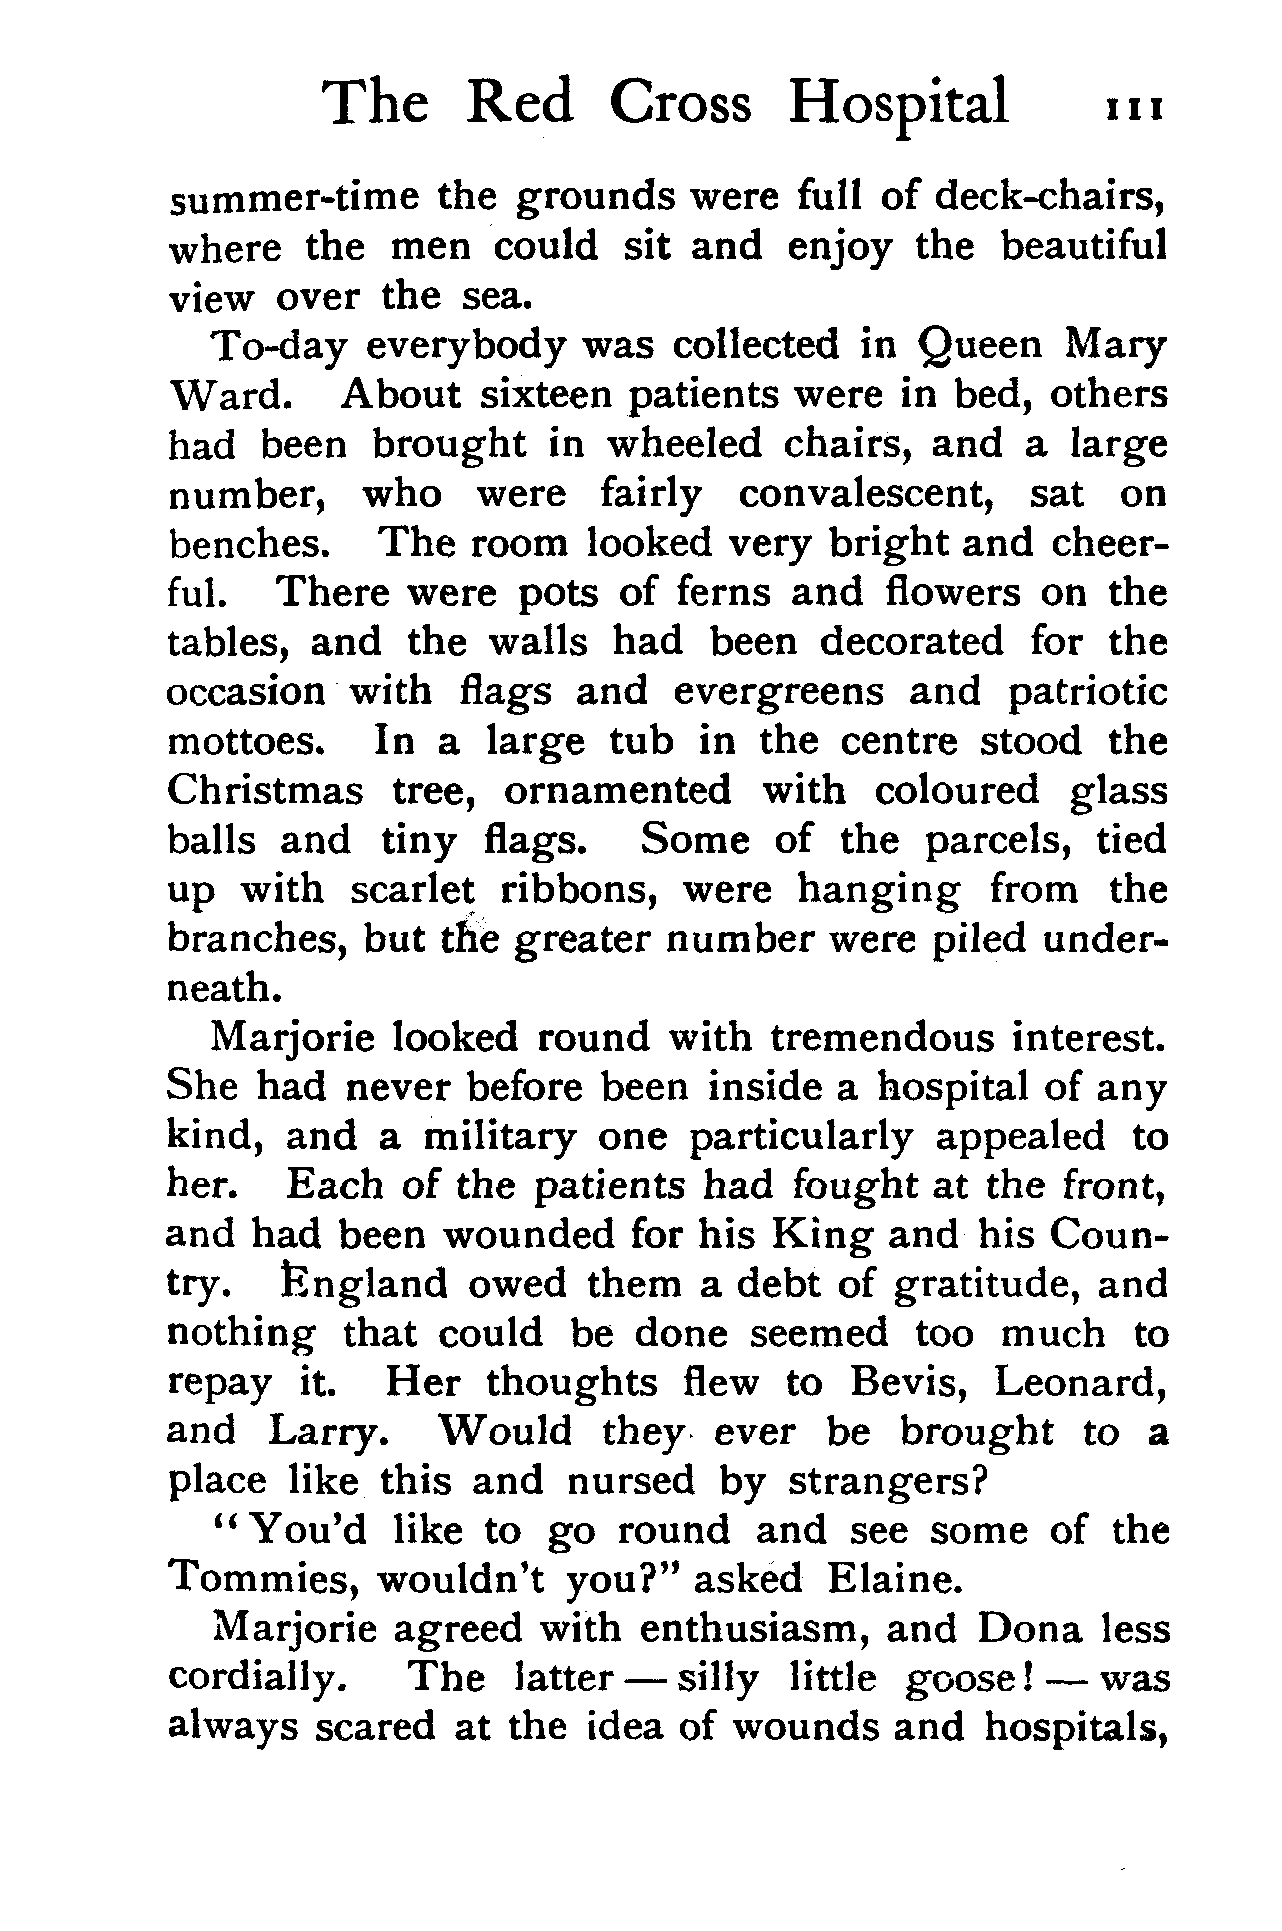 The Red Cross Hospital 111
summer-time the grounds were full of deck-chairs,
where the men could sit and enjoy the beautiful
view over the sea.
To-day everybody was collected in Queen Mary
Ward. About sixteen patients were in bed, others
had been brought in wheeled chairs, and a large
number, who were fairly convalescent, sat on
benches. The room looked very bright and cheer-
ful. There were pots of ferns and flowers on the
tables, and the walls had been decorated for the
occasion with flags and evergreens and patriotic
mottoes. In a large tub in the centre stood the
Christmas tree, ornamented with coloured glass
balls and tiny flags. Some of the parcels, tied
up with scarlet ribbons, were hanging from the
branches, but the greater number were piled under-
neath.
Marjorie looked round with tremendous interest.
She had never before been inside a hospital of any
kind, and a military one particularly appealed to
her. Each of the patients had fought at the front,
and had been wounded for his King and his Coun-
try. England owed them a debt of gratitude, and
nothing that could be done seemed too much to
repay it. Her thoughts flew to Bevis, Leonard,
and Larry. Would they ever be brought to a
place like this and nursed by strangers?
“You’d like to go round and see some of the
Tommies, wouldn’t you?” asked Elaine.
Marjorie agreed with enthusiasm, and Dona less
cordially. The latter — silly little goose! — was
always scared at the idea of wounds and hospitals,